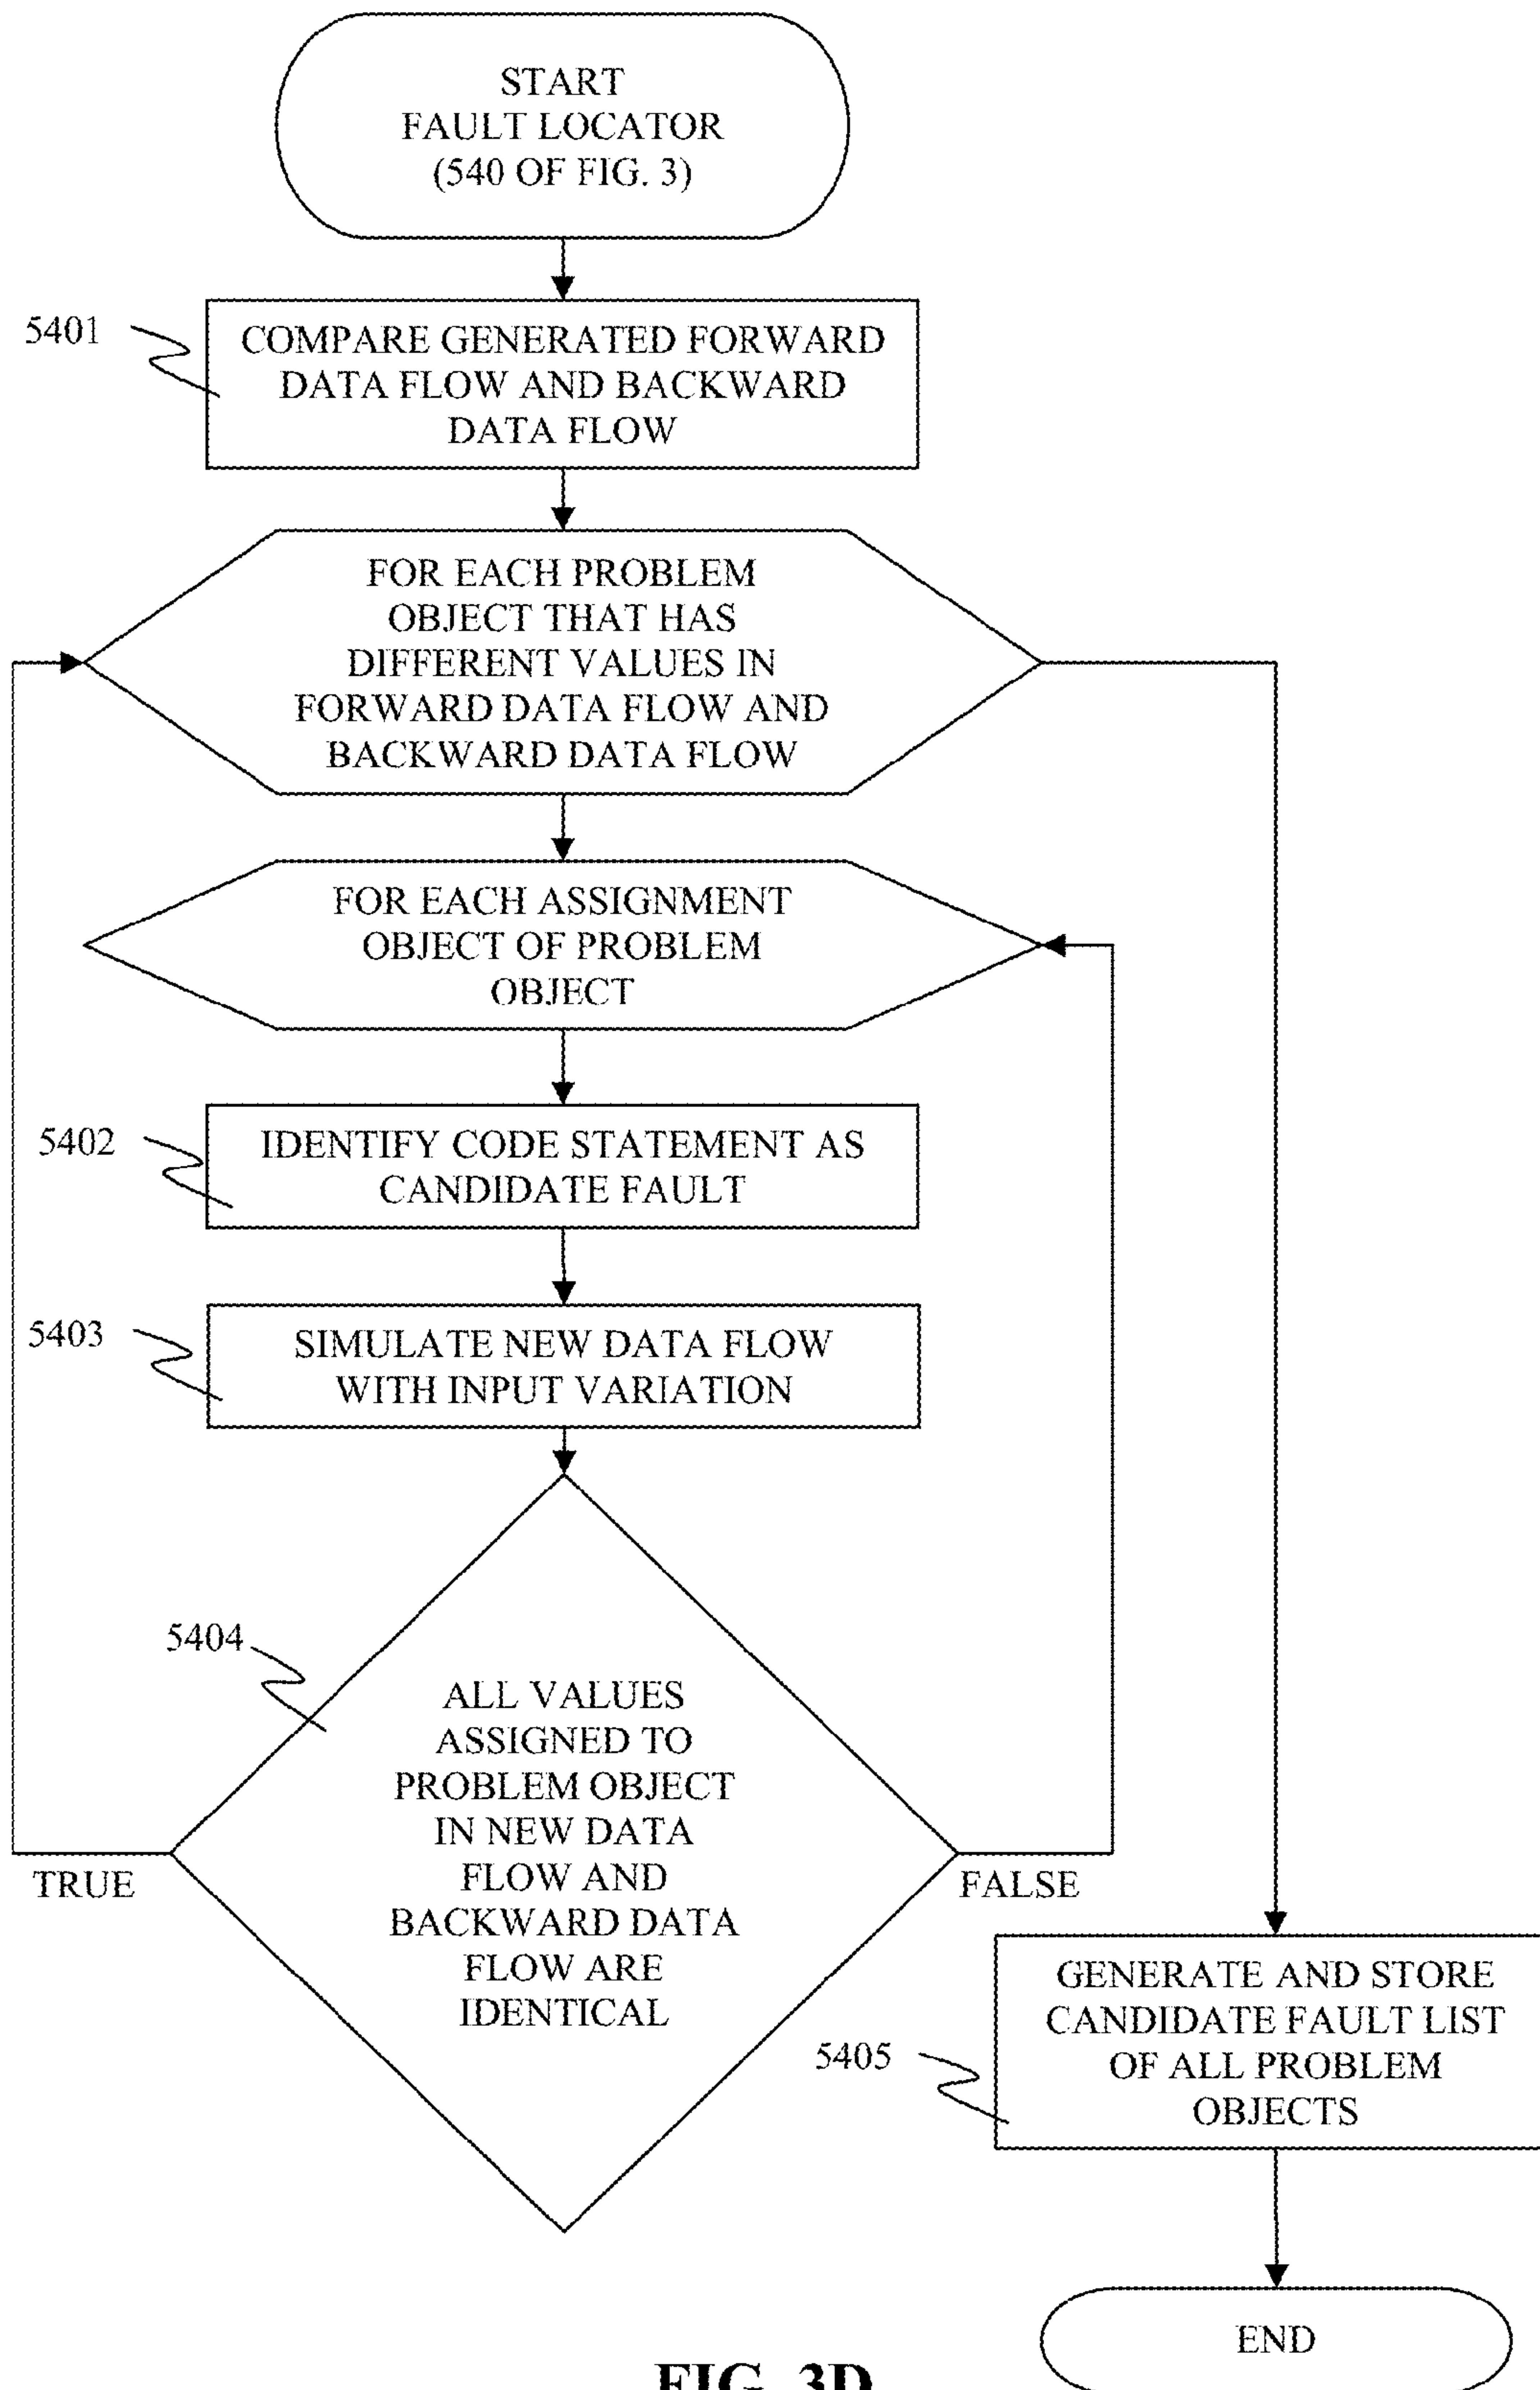 START
FAULT LOCATOR
(540 OF FIG. 3)
5401
COMPARE GENERATED FORWARD
DATA FLOW AND BACKWARD
DATA FLOW
FOR EACH PROBLEM
OBJECT THAT HAS
DIFFERENT VALUES IN
FORWARD DATA FLOW AND
BACKWARD DATA FLOW
FOR EACH ASSIGNMENT
OBJECT OF PROBLEM
OBJECT
5402
IDENTIFY CODE STATEMENT AS
CANDIDATE FAULT
5403
SIMULATE NEW DATA FLOW
WITH INPUT VARIATION
5404
ALL VALUES
ASSIGNED TO
PROBLEM OBJECT
IN NEW DATA
FLOW AND
BACKWARD DATA
FLOW ARE
IDENTICAL
TRUE
FALSE
5405
GENERATE AND STORE
CANDIDATE FAULT LIST
OF ALL PROBLEM
OBJECTS
END
FIG. 3D